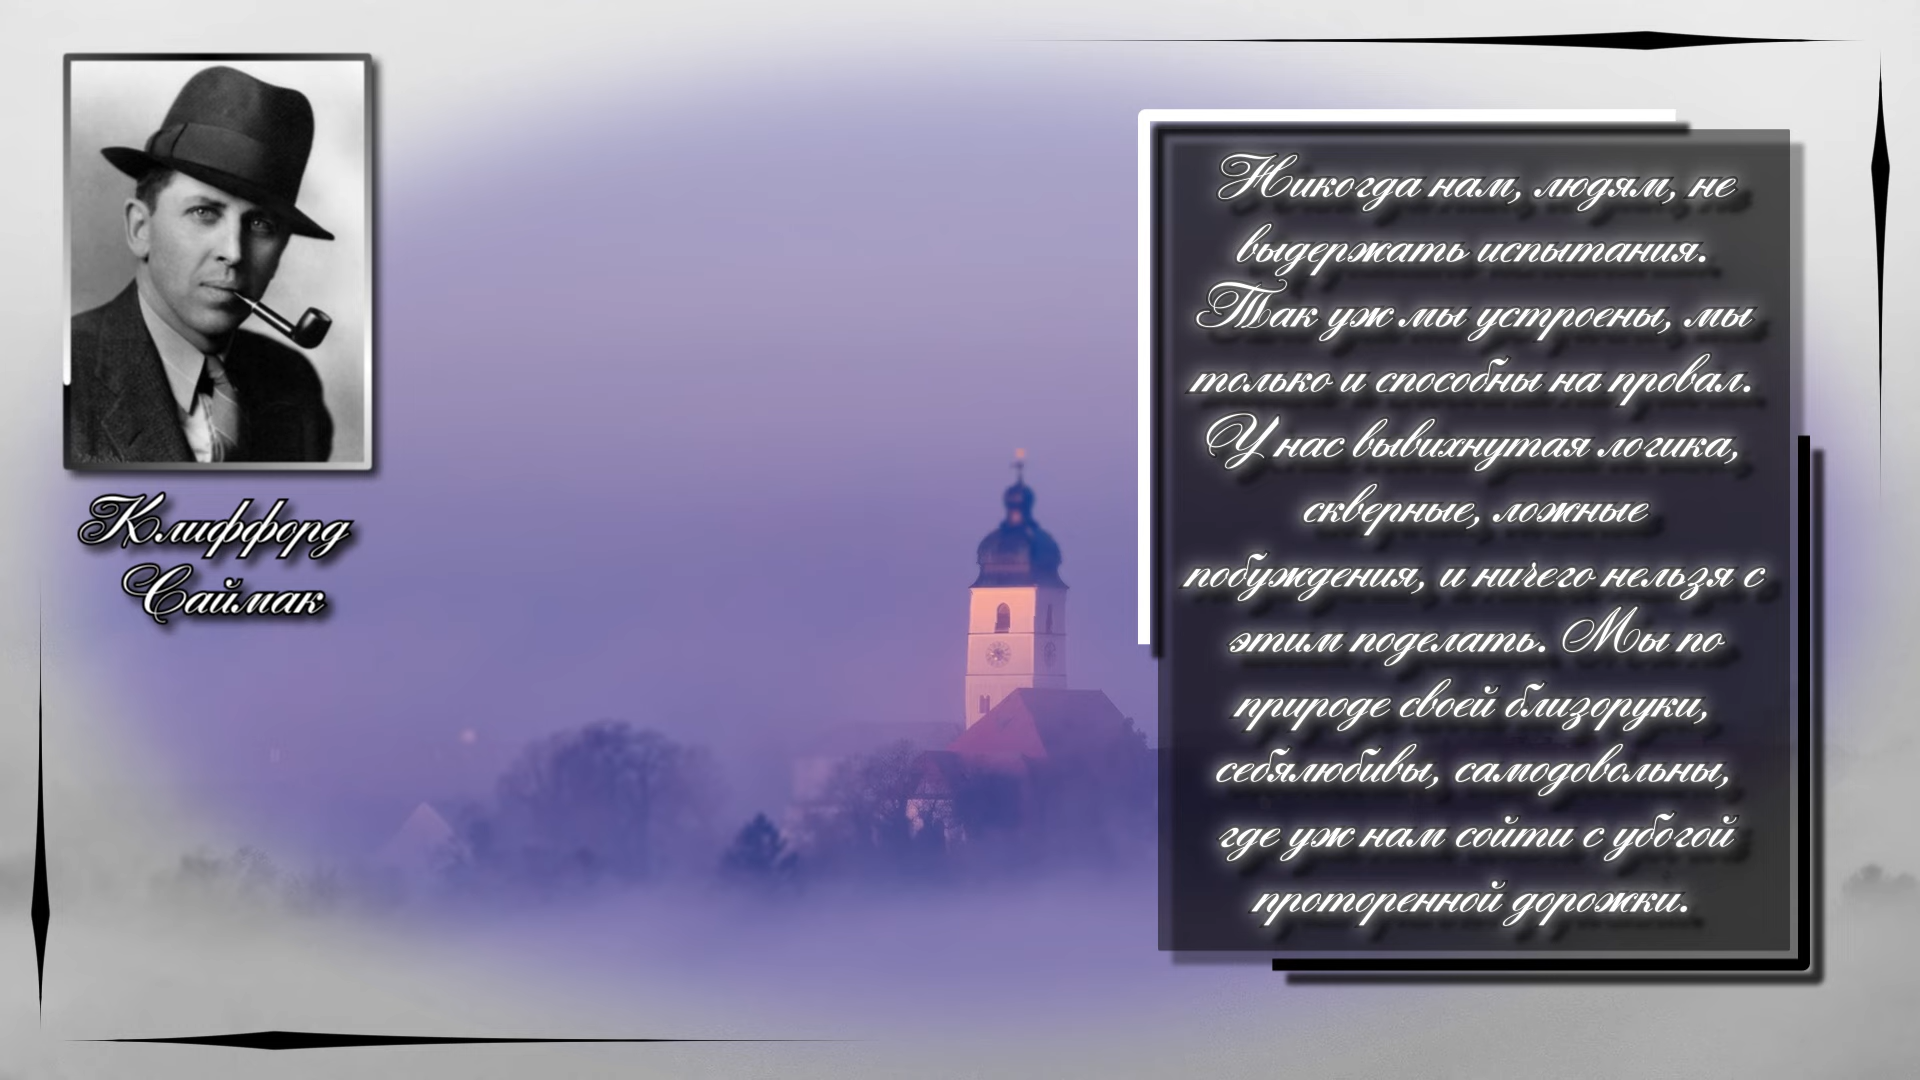 Клиффорд
Саймак
Никогда нам, людям, не
выдержать испытания.
Так уж мы устроены, мы
только и способны на провал.
У нас вывихнутая логика,
скверные, ложные
побуждения, и ничего нельзя с
этим поделать. Мы по
природе своей близоруки,
себялюбивы, самодовольны,
где уж нам сойти с убогой
проторенной дорожки.